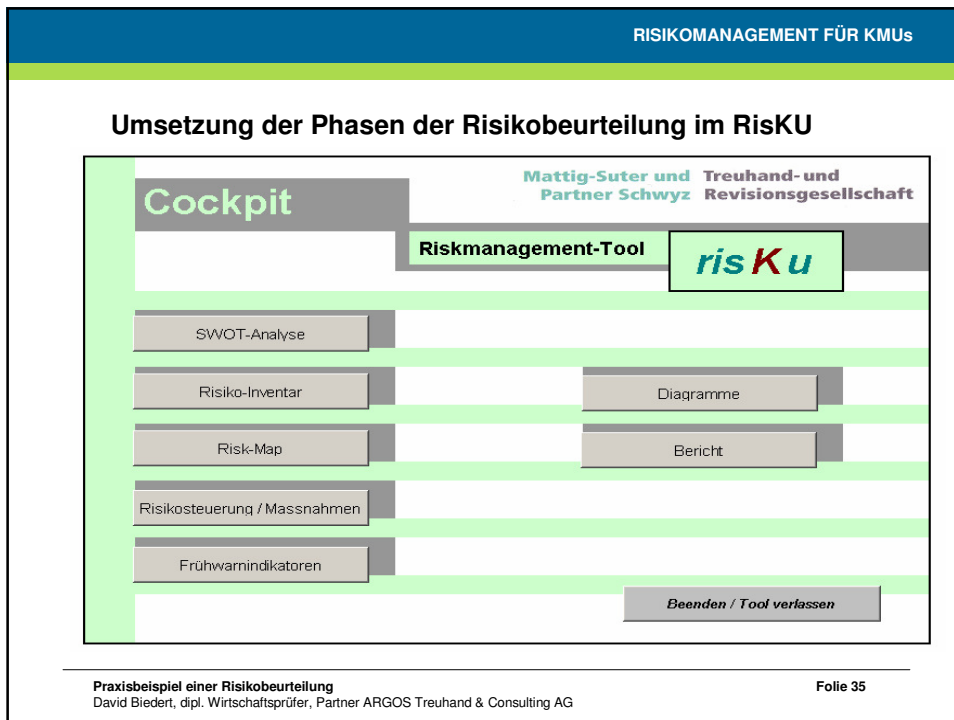 RISIKOMANAGEMENT FÜR KMUs
Umsetzung der Phasen der Risikobeurteilung im RisKU
Cockpit
Mattig-Suter und Treuhand- und
Partner Schwyz Revisionsgesellschaft
Riskmanagement-Tool
risKu
SWOT-Analyse
Risiko-Inventar
Diagramme
Risk-Map
Bericht
Risikosteuerung / Massnahmen
Frühwarnindikatoren
Beenden / Tool verlassen
Praxisbeispiel einer Risikobeurteilung
Folie 35
David Biedert, dipl. Wirtschaftsprüfer, Partner ARGOS Treuhand & Consulting AG